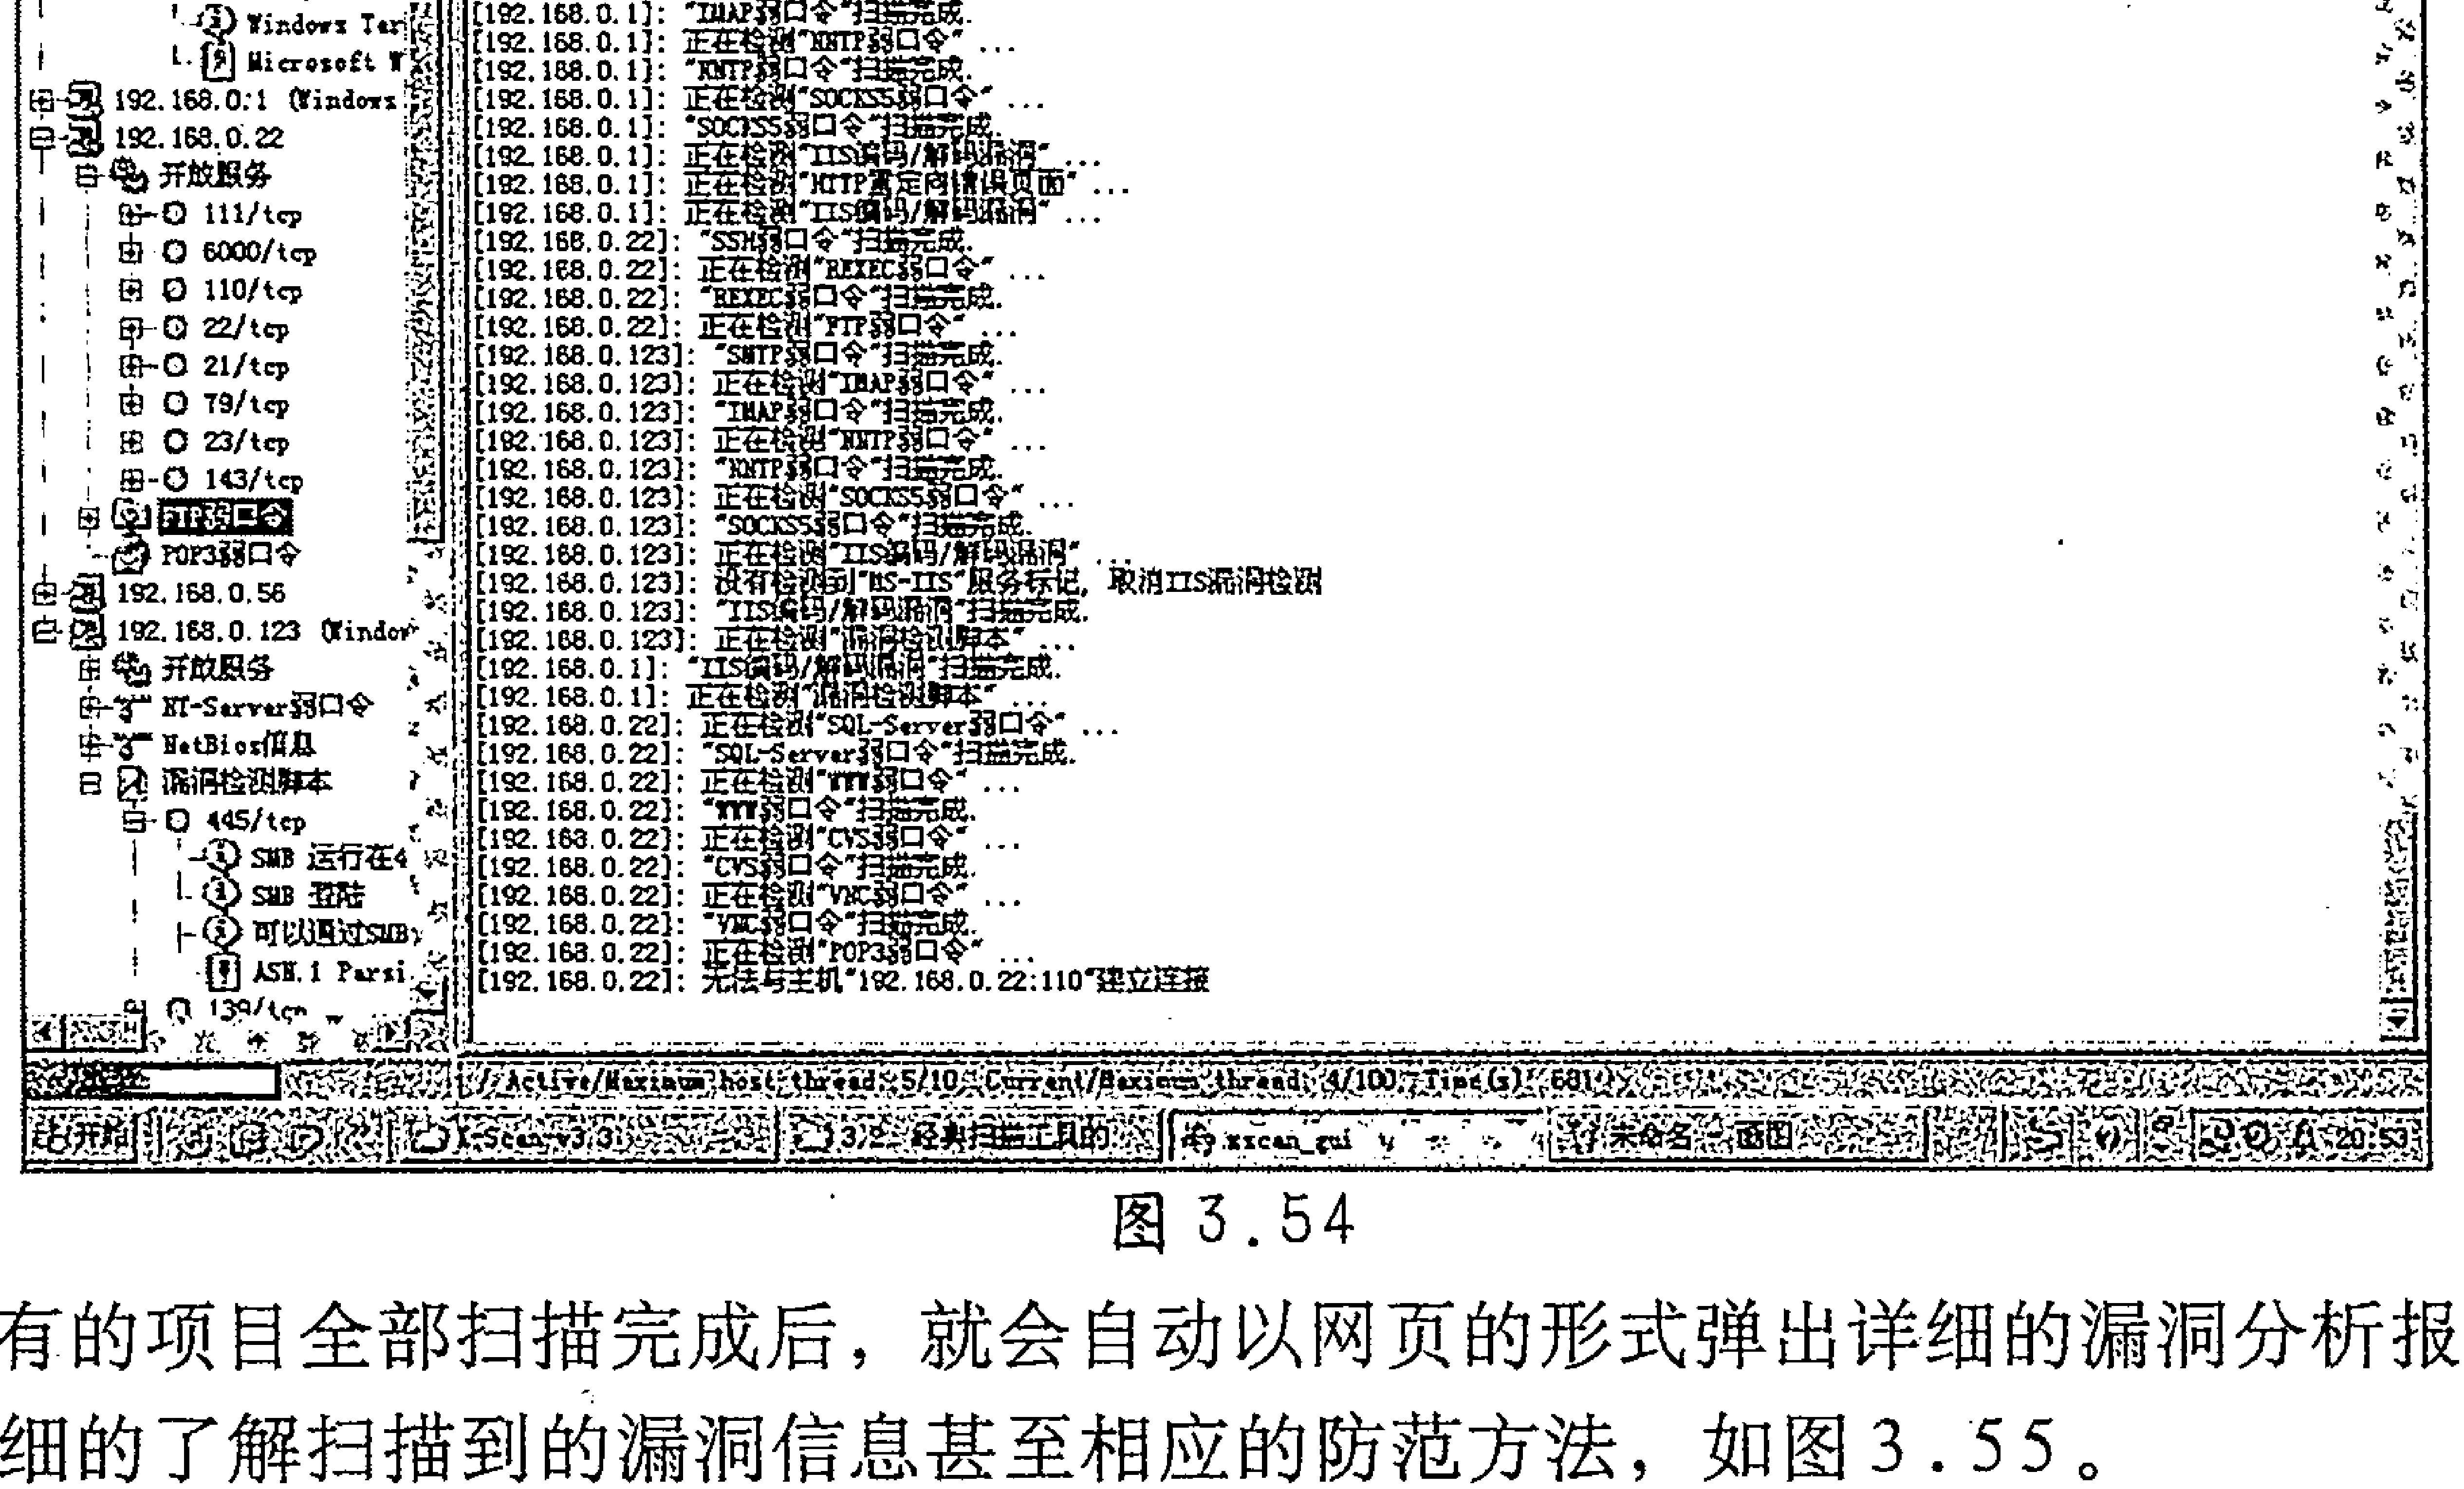 Windows Ter
Microsoft W
192.168.0.1 (Windows
192.168.0.22
开放服务
111/tcp
6000/tcp
110/tcp
22/tcp
21/tcp
79/tcp
23/tcp
143/tcp
FTP弱口令
POP3弱口令
192.168.0.56
192.168.0.123 (Window
开放服务
NT-Server弱口令
NetBios信息
漏洞检测脚本
445/tcp
SMB 运行在4
SMB 登陆
可以通过SMB
ASN.1 Parsi
139/tcp
[192.168.0.1]: "IMAP弱口令"扫描完成.
[192.168.0.1]: 正在检测"NNTP弱口令" ...
[192.168.0.1]: "NNTP弱口令"扫描完成.
[192.168.0.1]: 正在检测"SOCKS5弱口令" ...
[192.168.0.1]: "SOCKS5弱口令"扫描完成.
[192.168.0.1]: 正在检测"IIS编码/解码漏洞" ...
[192.168.0.1]: 正在检测"HTTP重定向错误页面" ...
[192.168.0.1]: 正在检测"IIS编码/解码漏洞" ...
[192.168.0.22]: "SSH弱口令"扫描完成.
[192.168.0.22]: 正在检测"REXEC弱口令" ...
[192.168.0.22]: "REXEC弱口令"扫描完成.
[192.168.0.22]: 正在检测"FTP弱口令" ...
[192.168.0.123]: "SMTP弱口令"扫描完成.
[192.168.0.123]: 正在检测"IMAP弱口令" ...
[192.168.0.123]: "IMAP弱口令"扫描完成.
[192.168.0.123]: 正在检测"NNTP弱口令" ...
[192.168.0.123]: "NNTP弱口令"扫描完成.
[192.168.0.123]: 正在检测"SOCKS5弱口令" ...
[192.168.0.123]: "SOCKS5弱口令"扫描完成.
[192.168.0.123]: 正在检测"IIS编码/解码漏洞" ...
[192.168.0.123]: 没有检测到"MS-IIS"服务标记, 取消IIS漏洞检测
[192.168.0.123]: "IIS编码/解码漏洞"扫描完成.
[192.168.0.123]: 正在检测"漏洞检测脚本" ...
[192.168.0.1]: "IIS编码/解码漏洞"扫描完成.
[192.168.0.1]: 正在检测"漏洞检测脚本" ...
[192.168.0.22]: 正在检测"SQL-Server弱口令" ...
[192.168.0.22]: "SQL-Server弱口令"扫描完成.
[192.168.0.22]: 正在检测"WWW弱口令" ...
[192.168.0.22]: "WWW弱口令"扫描完成.
[192.168.0.22]: 正在检测"CVS弱口令" ...
[192.168.0.22]: "CVS弱口令"扫描完成.
[192.168.0.22]: 正在检测"VNC弱口令" ...
[192.168.0.22]: "VNC弱口令"扫描完成.
[192.168.0.22]: 正在检测"POP3弱口令" ...
[192.168.0.22]: 无法与主机"192.168.0.22:110"建立连接
Active/Maximum host thread: 5/10, Current/Maximum thread: 4/100, Time(s): 681
开始 X-Scan-v3.3 3.2 经典扫描工具的 xscan_gui 未命名 - 画图 20:53
图 3.54
有的项目全部扫描完成后，就会自动以网页的形式弹出详细的漏洞分析报
细的了解扫描到的漏洞信息甚至相应的防范方法，如图3.55。